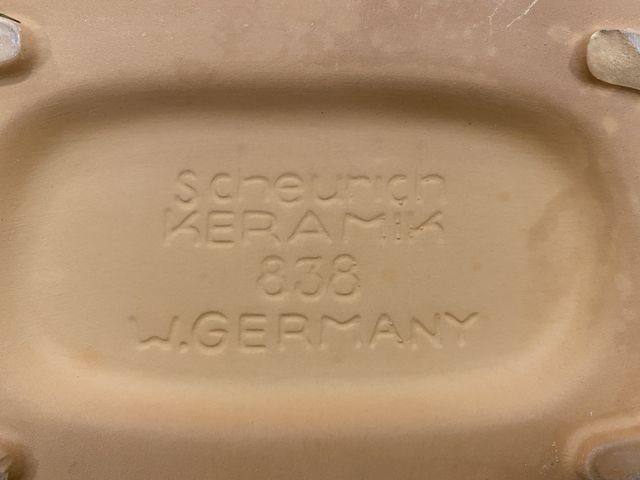 Scheurich
KERAMIK
838
W.GERMANY